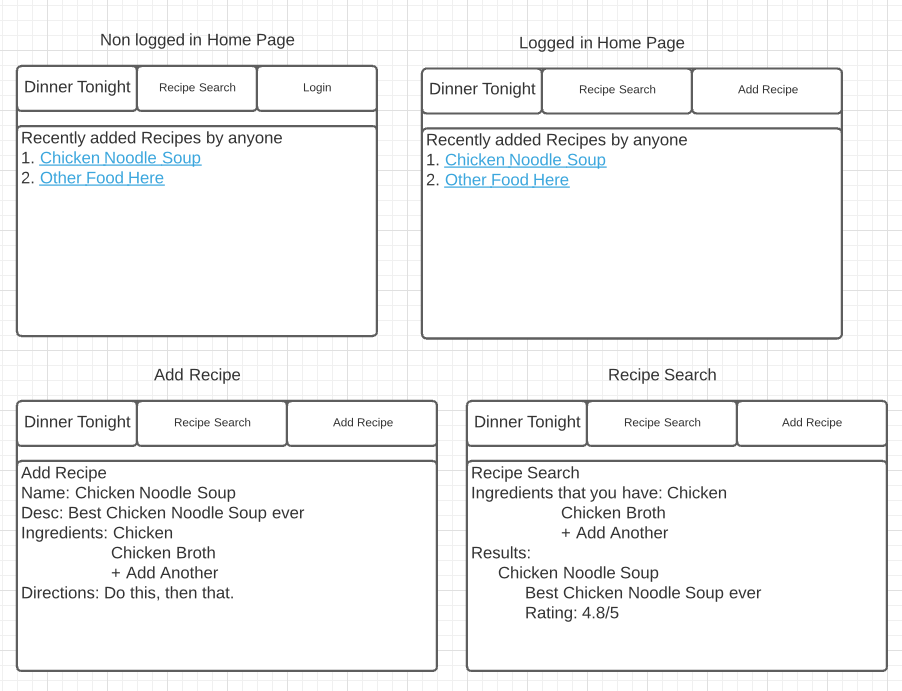 Non logged in Home Page
Dinner Tonight
Recipe Search
Login
Recently added Recipes by anyone
1. Chicken Noodle Soup
2. Other Food Here
Logged in Home Page
Dinner Tonight
Recipe Search
Add Recipe
Recently added Recipes by anyone
1. Chicken Noodle Soup
2. Other Food Here
Add Recipe
Dinner Tonight
Recipe Search
Add Recipe
Add Recipe
Name: Chicken Noodle Soup
Desc: Best Chicken Noodle Soup ever
Ingredients: Chicken
Chicken Broth
+ Add Another
Directions: Do this, then that.
Recipe Search
Dinner Tonight
Recipe Search
Add Recipe
Recipe Search
Ingredients that you have: Chicken
Chicken Broth
+ Add Another
Results:
Chicken Noodle Soup
Best Chicken Noodle Soup ever
Rating: 4.8/5